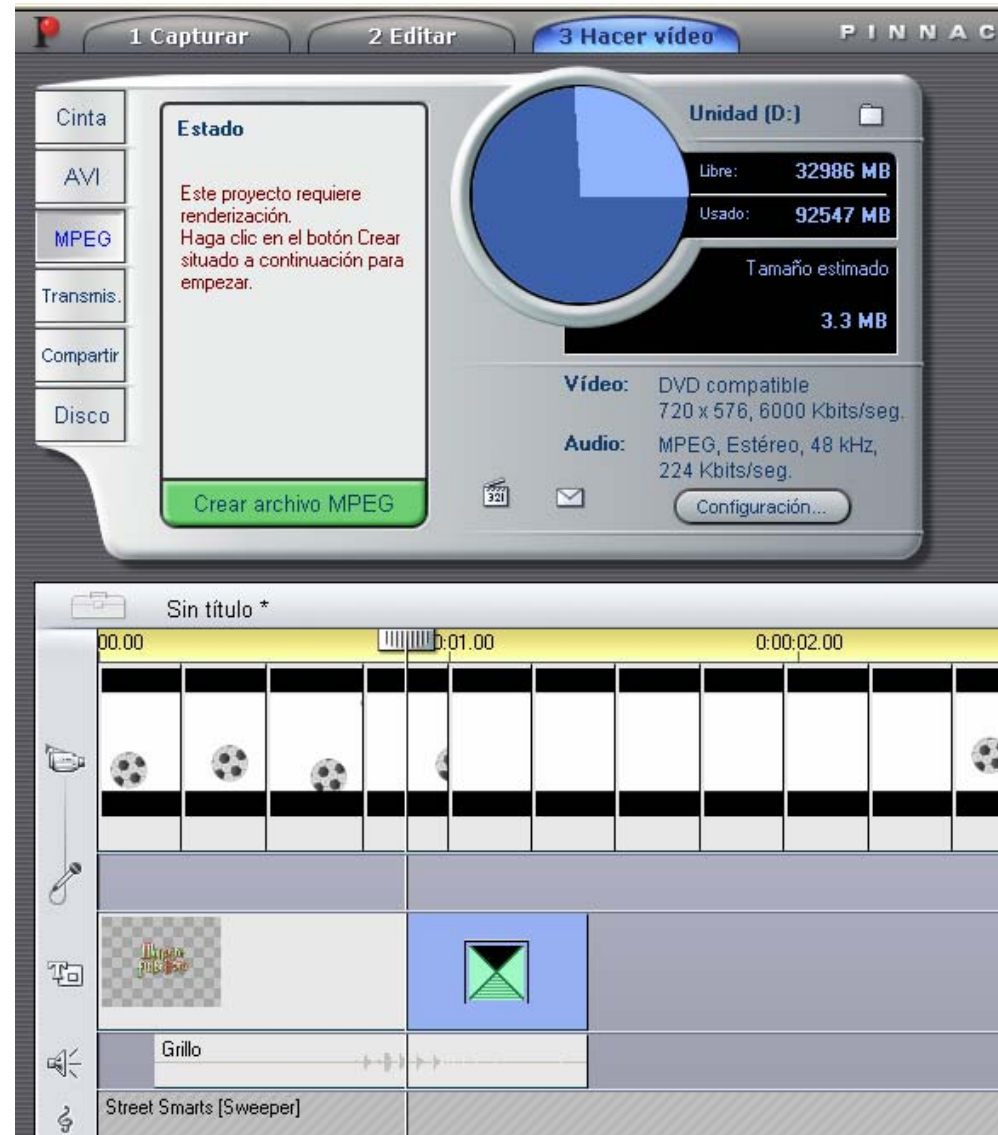 1 Capturar
2 Editar
3 Hacer vídeo
PINNAC
Cinta
AVI
MPEG
Transmis.
Compartir
Disco
Estado
Este proyecto requiere
renderización.
Haga clic en el botón Crear
situado a continuación para
empezar.
Crear archivo MPEG
Unidad (D:)
Libre: 32986 MB
Usado: 92547 MB
Tamaño estimado
3.3 MB
Vídeo: DVD compatible
720 x 576, 6000 Kbits/seg.
Audio: MPEG, Estéreo, 48 kHz,
224 Kbits/seg.
321
Configuración...
Sin título *
00.00
0:01.00
0:00:02.00
Grillo
Street Smarts [Sweeper]